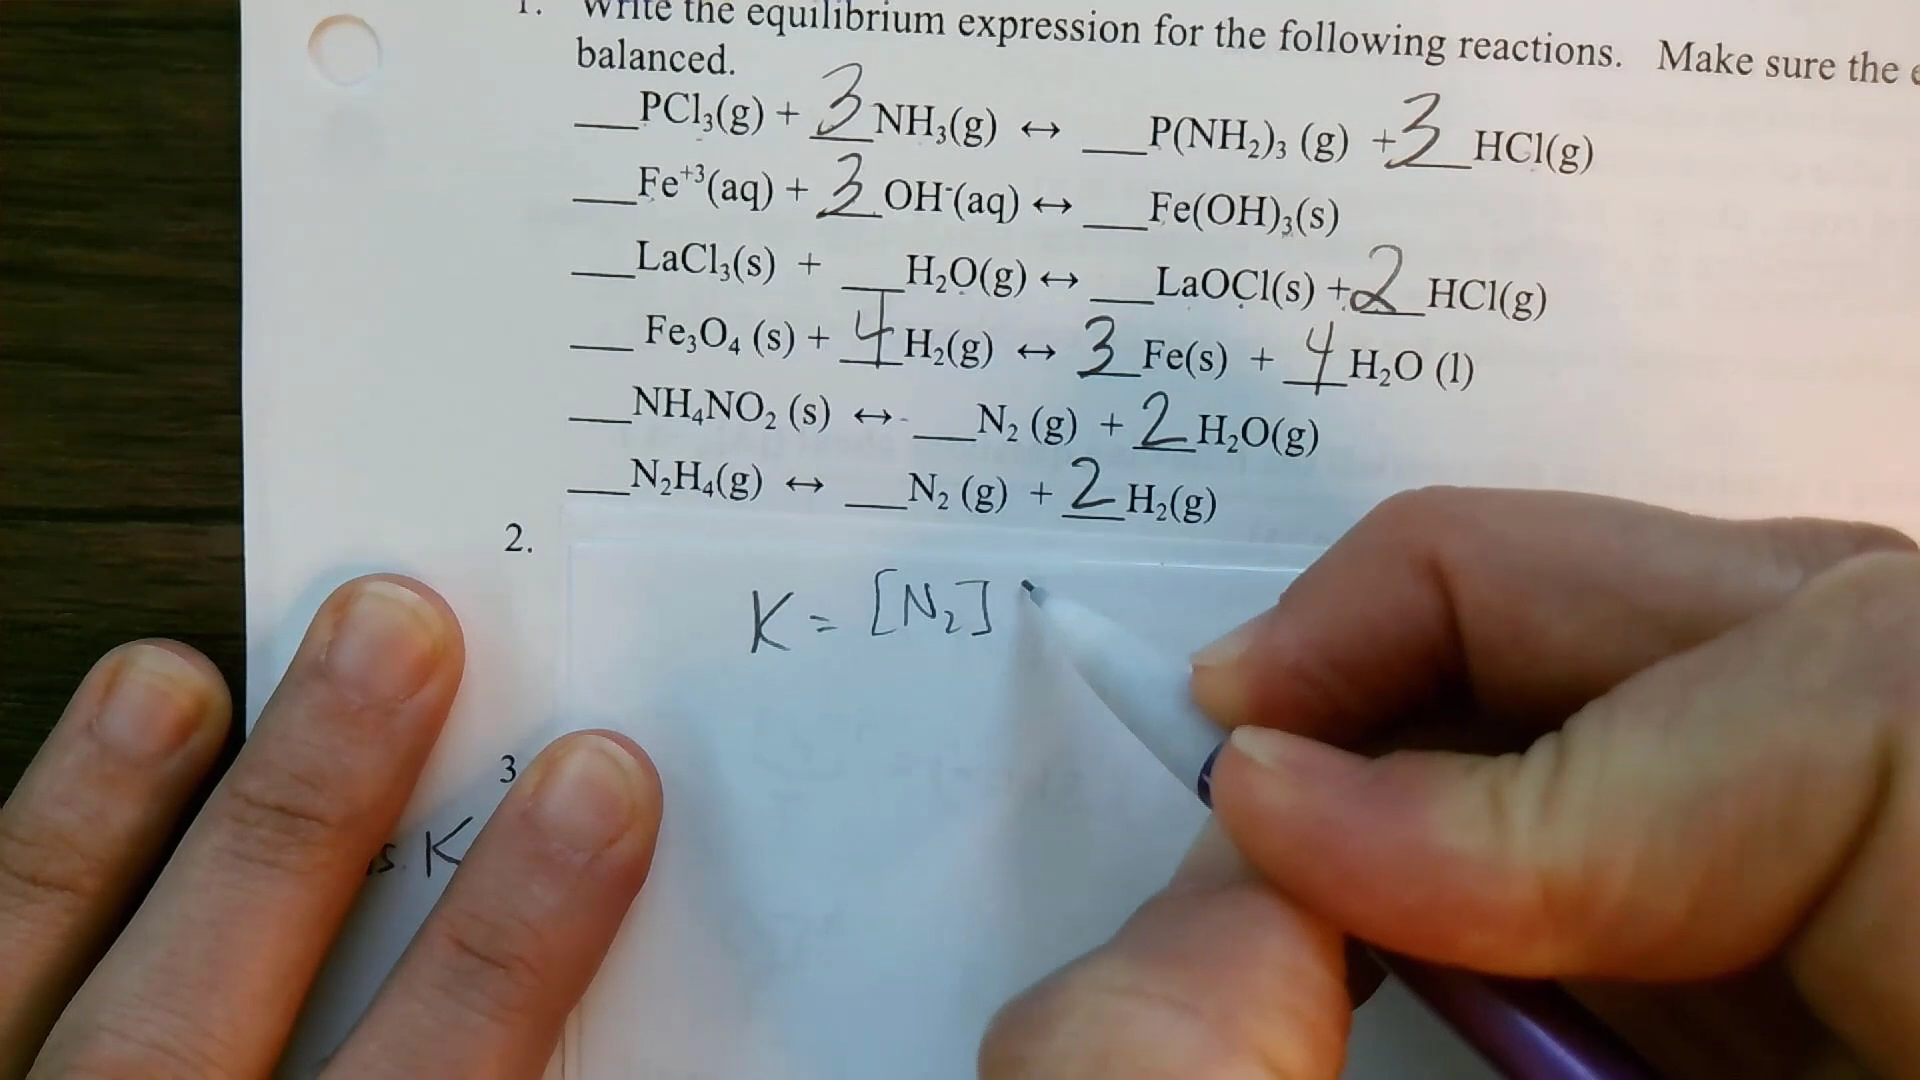 1. Write the equilibrium expression for the following reactions. Make sure the
balanced.
__PCl₃(g) + 3 NH₃(g) ↔ __P(NH₂)₃ (g) + 3 HCl(g)
__Fe⁺³(aq) + 3 OH⁻(aq) ↔ __Fe(OH)₃(s)
__LaCl₃(s) + __H₂O(g) ↔ __LaOCl(s) + 2 HCl(g)
__Fe₃O₄ (s) + 4 H₂(g) ↔ 3 Fe(s) + 4 H₂O (l)
__NH₄NO₂ (s) ↔ __N₂ (g) + 2 H₂O(g)
__N₂H₄(g) ↔ __N₂ (g) + 2 H₂(g)
2.
K = [N₂]
3
s. K